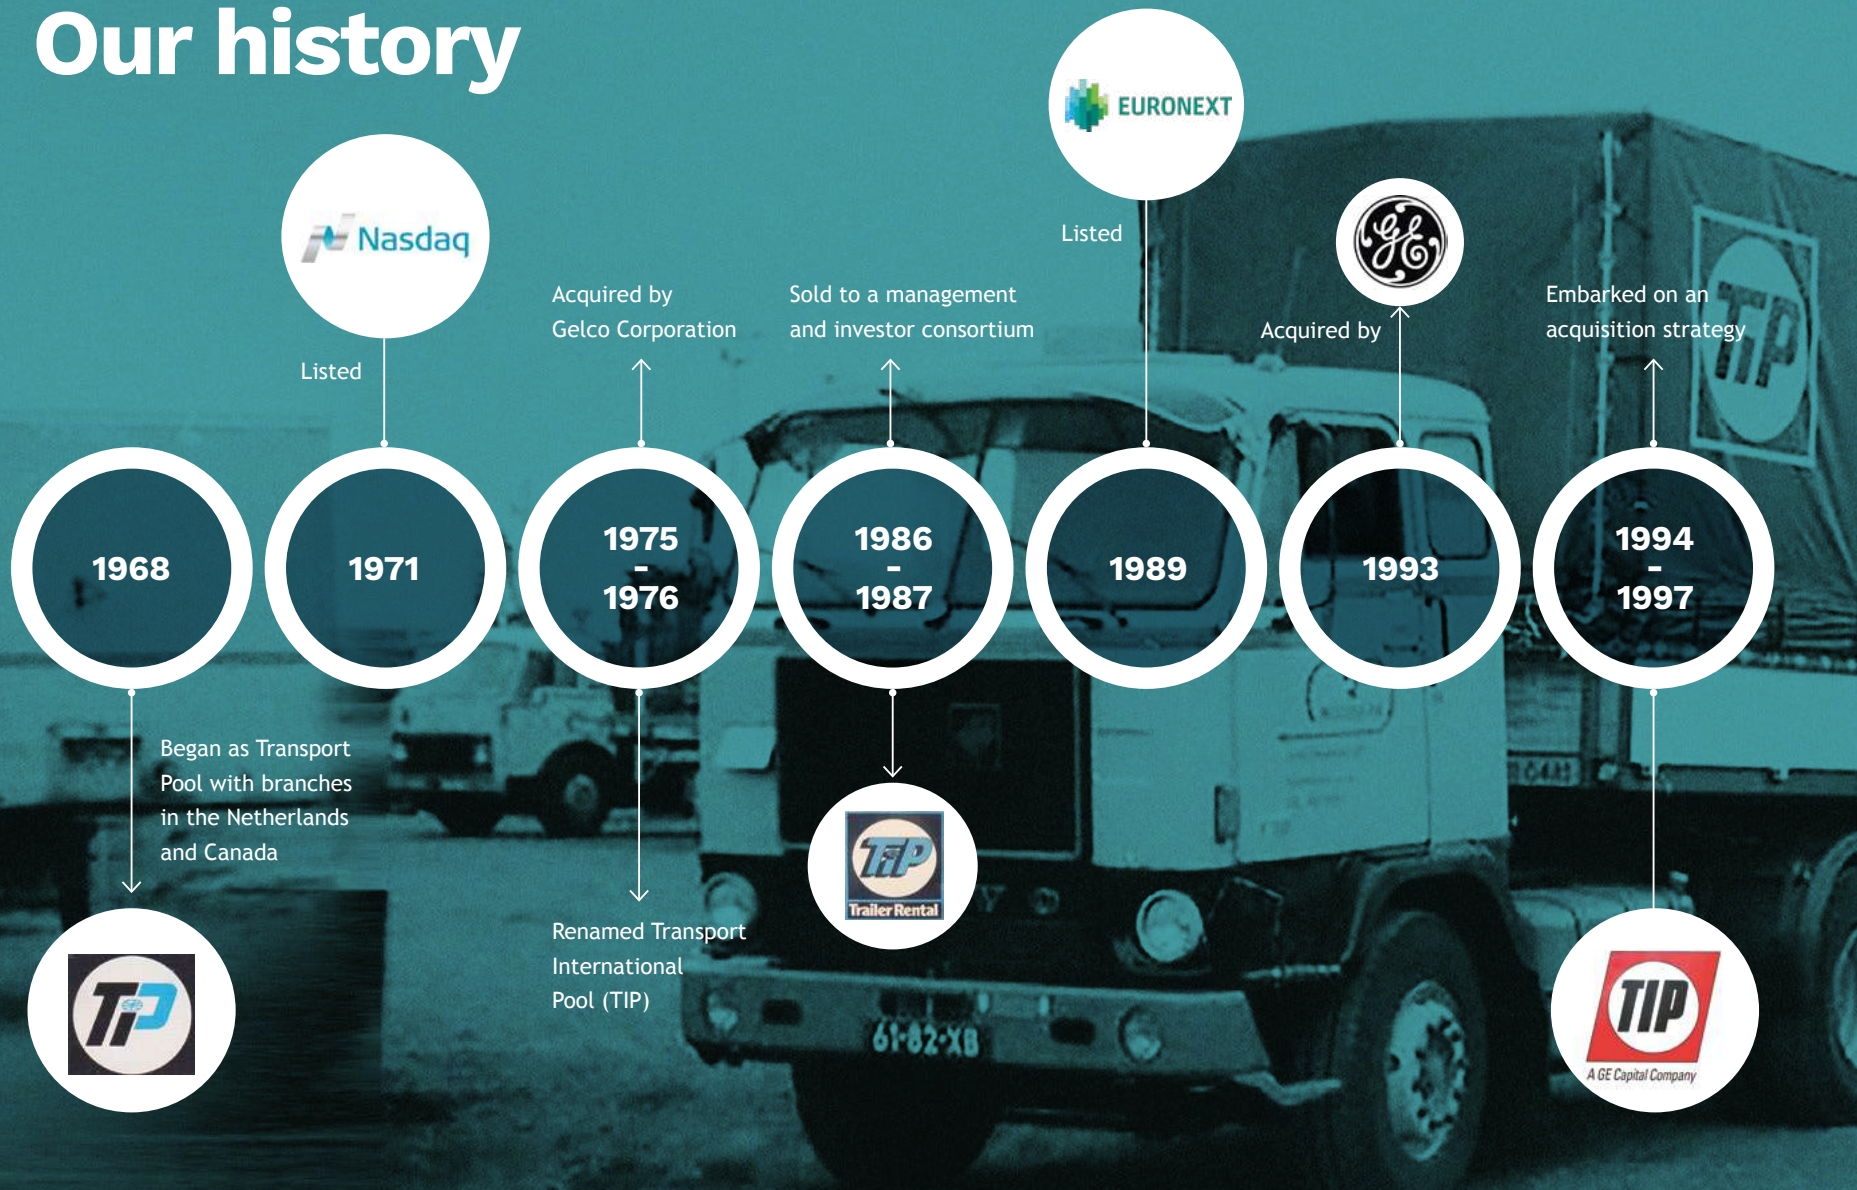 Our history
Nasdaq
Listed
Acquired by
Gelco Corporation
Sold to a management
and investor consortium
EURONEXT
Listed
GE
Acquired by
Embarked on an
acquisition strategy
TIP
1968
1971
1975
-
1976
1986
-
1987
1989
1993
1994
-
1997
Began as Transport
Pool with branches
in the Netherlands
and Canada
TIP
Renamed Transport
International
Pool (TIP)
TIP
Trailer Rental
61-82-XB
TIP
A GE Capital Company